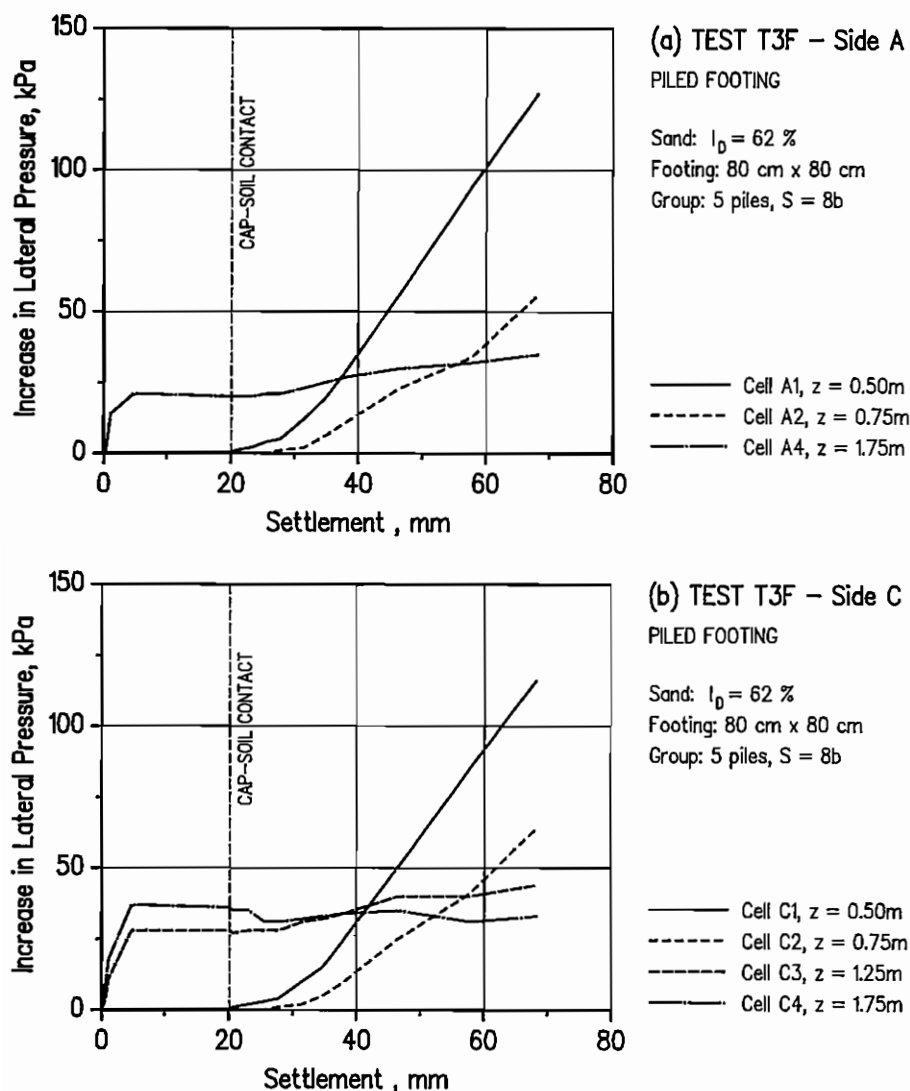 (a) TEST T3F – Side A
PILED FOOTING
Sand: I_D = 62 %
Footing: 80 cm x 80 cm
Group: 5 piles, S = 8b
Increase in Lateral Pressure, kPa
150
100
50
0
CAP-SOIL CONTACT
0 20 40 60 80
Settlement , mm
Cell A1, z = 0.50m
Cell A2, z = 0.75m
Cell A4, z = 1.75m
(b) TEST T3F – Side C
PILED FOOTING
Sand: I_D = 62 %
Footing: 80 cm x 80 cm
Group: 5 piles, S = 8b
Increase in Lateral Pressure, kPa
150
100
50
0
CAP-SOIL CONTACT
0 20 40 60 80
Settlement , mm
Cell C1, z = 0.50m
Cell C2, z = 0.75m
Cell C3, z = 1.25m
Cell C4, z = 1.75m